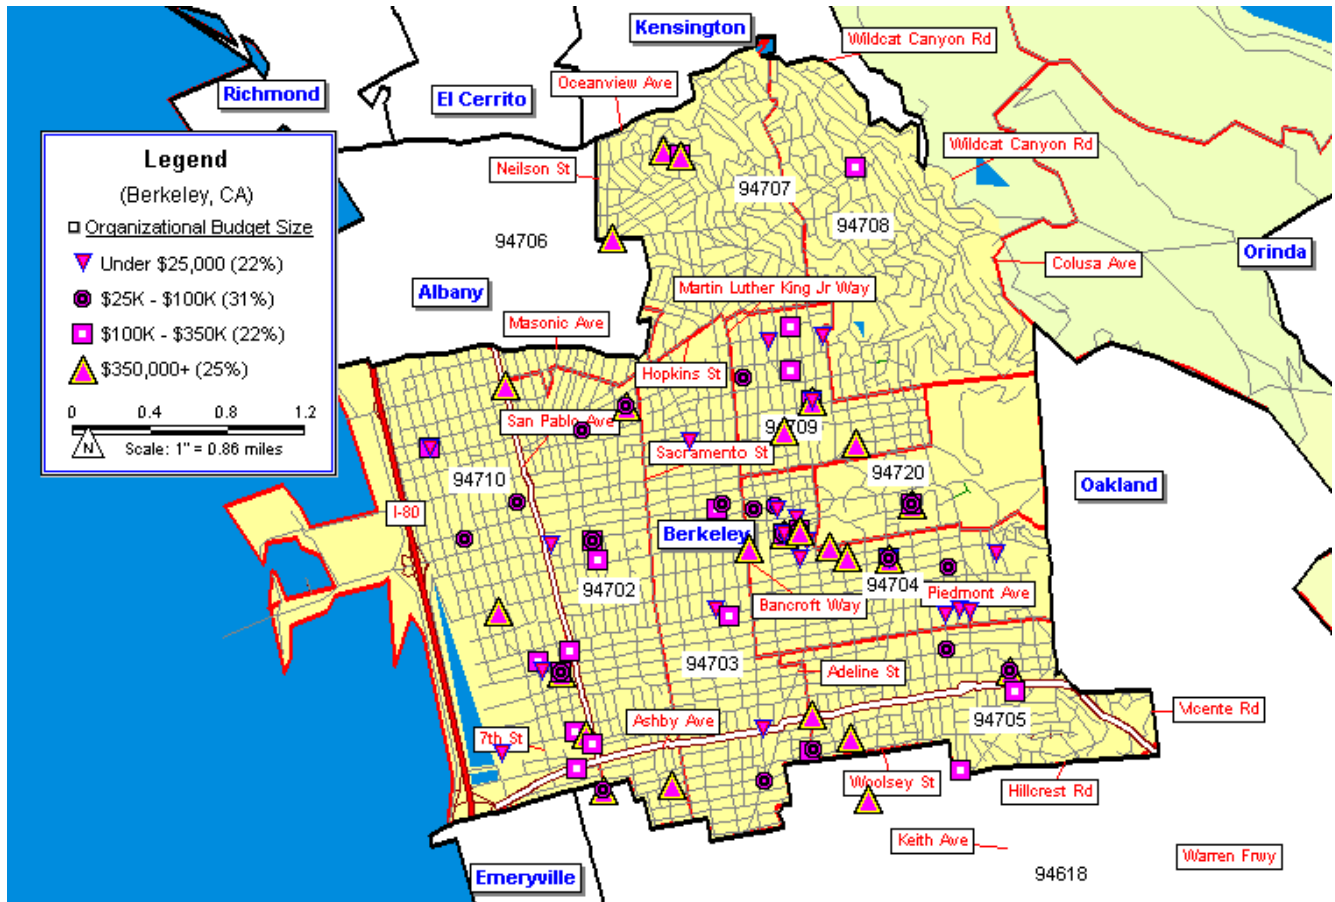 Kensington
Wildcat Canyon Rd
Oceanview Ave
Richmond
El Cerrito
Legend
(Berkeley, CA)
Organizational Budget Size
Under $25,000 (22%)
$25K - $100K (31%)
$100K - $350K (22%)
$350,000+ (25%)
0 0.4 0.8 1.2
N
Scale: 1" = 0.86 miles
Wildcat Canyon Rd
Neilson St
94707
94708
94706
Orinda
Colusa Ave
Albany
Martin Luther King Jr Way
Masonic Ave
Hopkins St
San Pablo Ave
94709
Sacramento St
94710
94720
Oakland
I-80
Berkeley
94702
94704
Piedmont Ave
Bancroft Way
94703
Adeline St
Ashby Ave
94705
Vicente Rd
7th St
Woolsey St
Hillcrest Rd
Keith Ave
Warren Frwy
Emeryville
94618